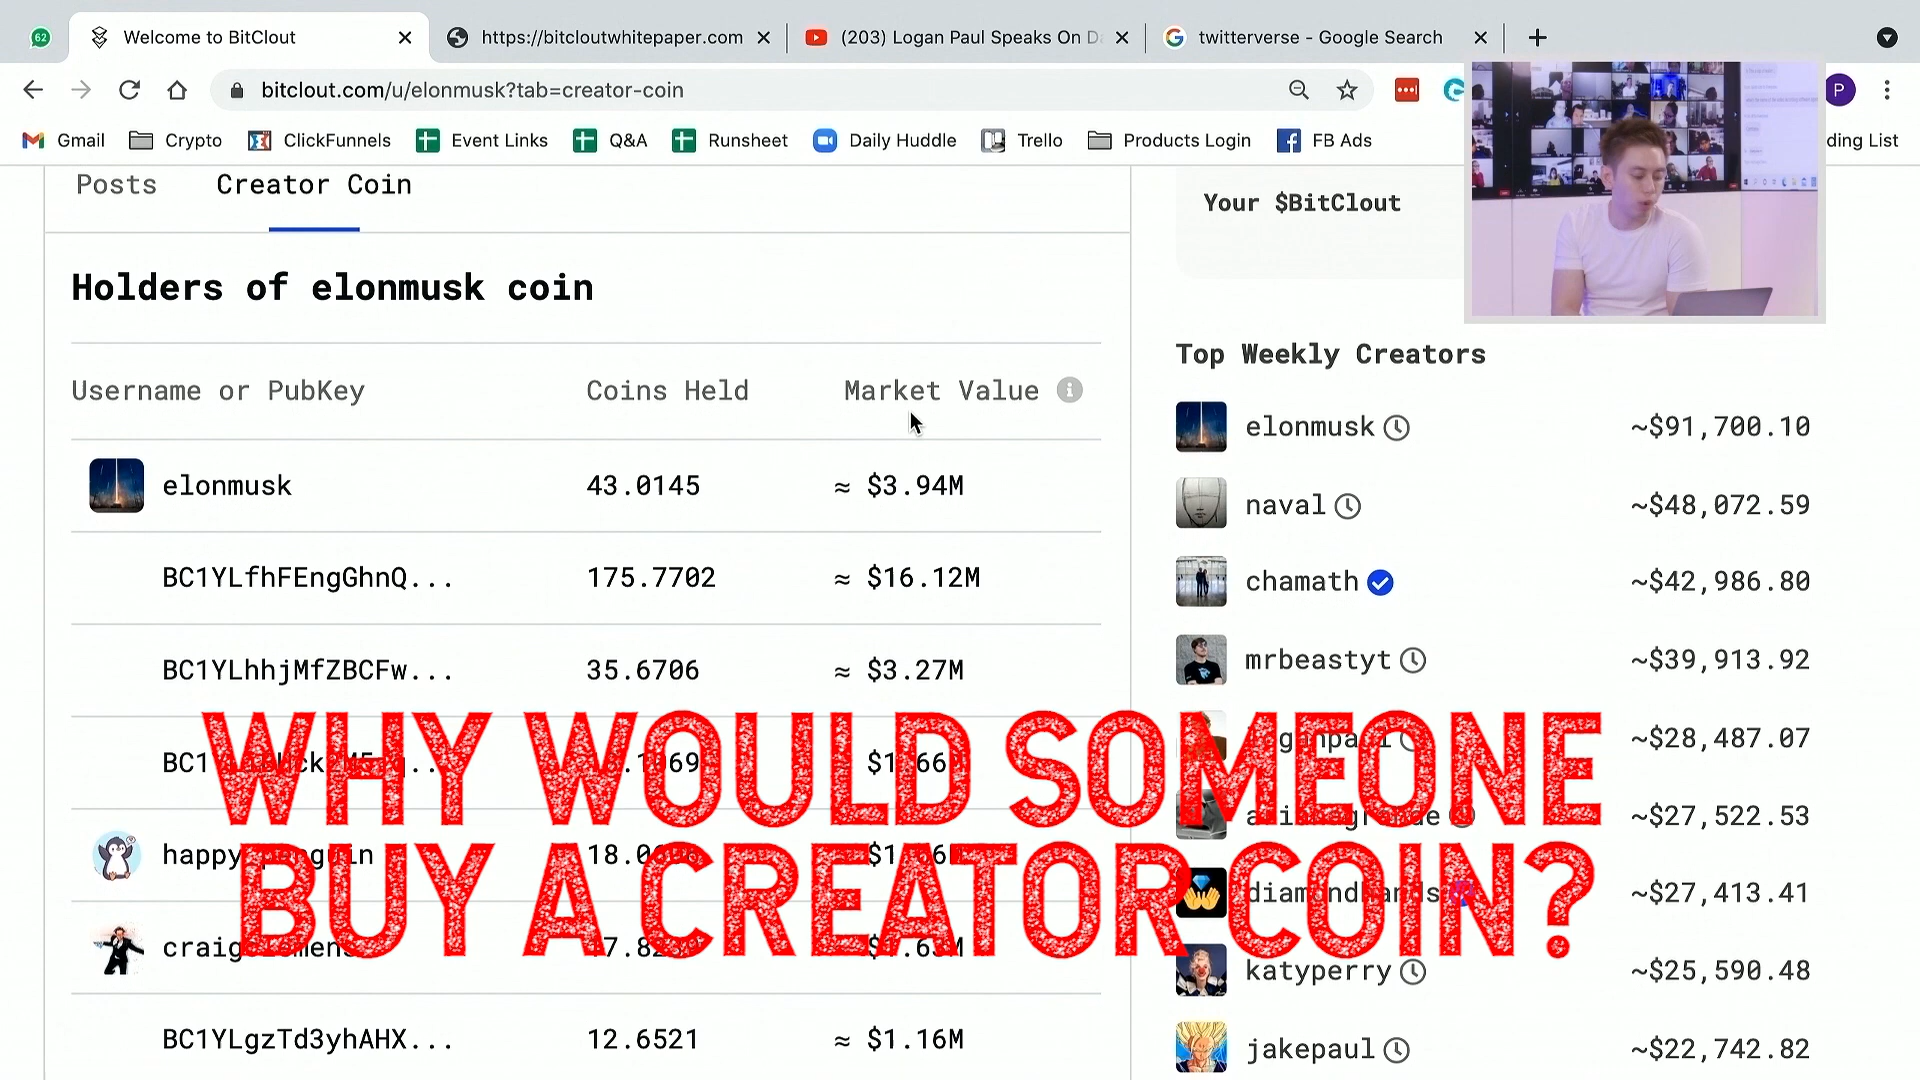 62
Welcome to BitClout
https://bitcloutwhitepaper.com
(203) Logan Paul Speaks On D
twitterverse - Google Search
bitclout.com/u/elonmusk?tab=creator-coin
P
Gmail
Crypto
ClickFunnels
Event Links
Q&A
Runsheet
Daily Huddle
Trello
Products Login
FB Ads
ding List
Posts
Creator Coin
Your $BitClout
Holders of elonmusk coin
Username or PubKey
Coins Held
Market Value
elonmusk
43.0145
≈ $3.94M
BC1YLfhFEngGhnQ...
175.7702
≈ $16.12M
BC1YLhhjMfZBCFw...
35.6706
≈ $3.27M
BC1YLgzTd3yhAHX...
12.6521
≈ $1.16M
Top Weekly Creators
elonmusk
~$91,700.10
naval
~$48,072.59
chamath
~$42,986.80
mrbeastyt
~$39,913.92
loganpaul
~$28,487.07
arianagrande
~$27,522.53
diamondhands
~$27,413.41
katyperry
~$25,590.48
jakepaul
~$22,742.82
WHY WOULD SOMEONE
BUY A CREATOR COIN?